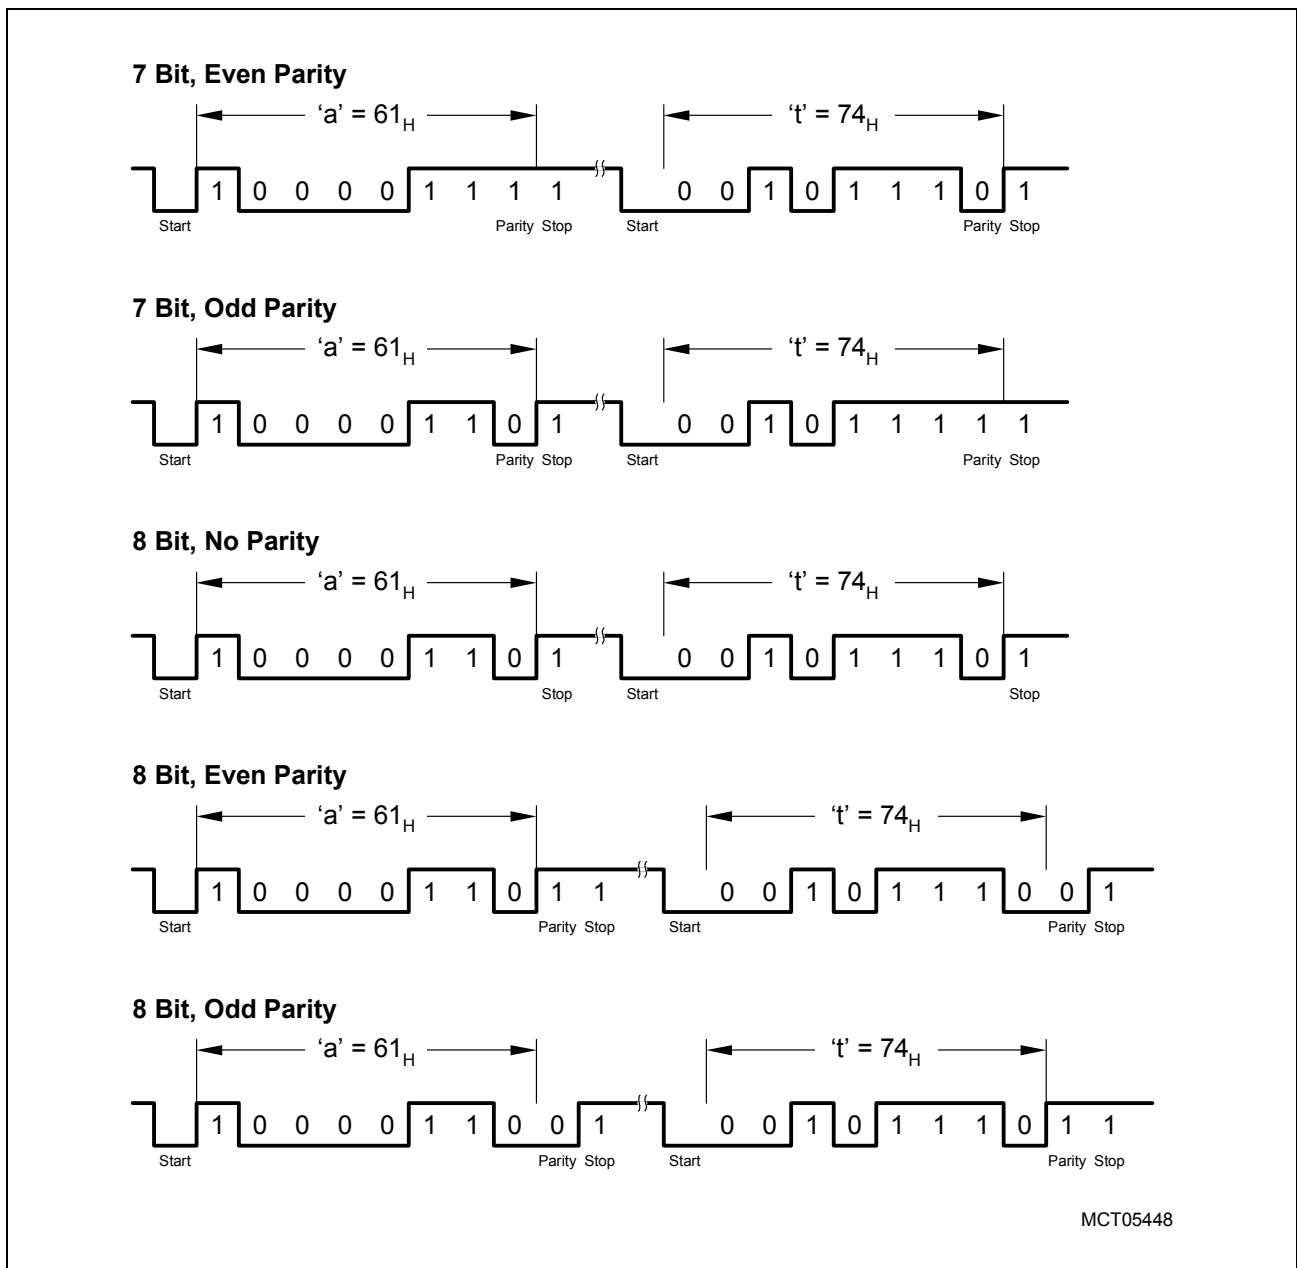 7 Bit, Even Parity
‘a’ = 61H ‘t’ = 74H
1 0 0 0 0 1 1 1 1 0 0 1 0 1 1 1 0 1
Start Parity Stop Start Parity Stop
7 Bit, Odd Parity
‘a’ = 61H ‘t’ = 74H
1 0 0 0 0 1 1 0 1 0 0 1 0 1 1 1 1 1
Start Parity Stop Start Parity Stop
8 Bit, No Parity
‘a’ = 61H ‘t’ = 74H
1 0 0 0 0 1 1 0 1 0 0 1 0 1 1 1 0 1
Start Stop Start Stop
8 Bit, Even Parity
‘a’ = 61H ‘t’ = 74H
1 0 0 0 0 1 1 0 1 1 0 0 1 0 1 1 1 0 0 1
Start Parity Stop Start Parity Stop
8 Bit, Odd Parity
‘a’ = 61H ‘t’ = 74H
1 0 0 0 0 1 1 0 0 1 0 0 1 0 1 1 1 0 1 1
Start Parity Stop Start Parity Stop
MCT05448